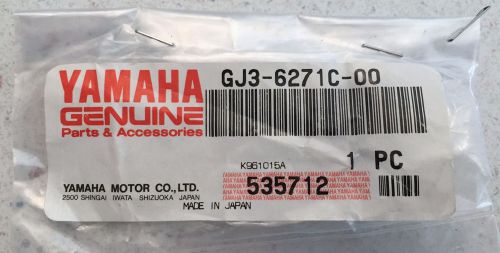 YAMAHA
GENUINE
Parts & Accessories
GJ3-6271C-00
K961015A
1 PC
535712
YAMAHA MOTOR CO., LTD.
2500 SHINGAI IWATA SHIZUOKA JAPAN
MADE IN JAPAN